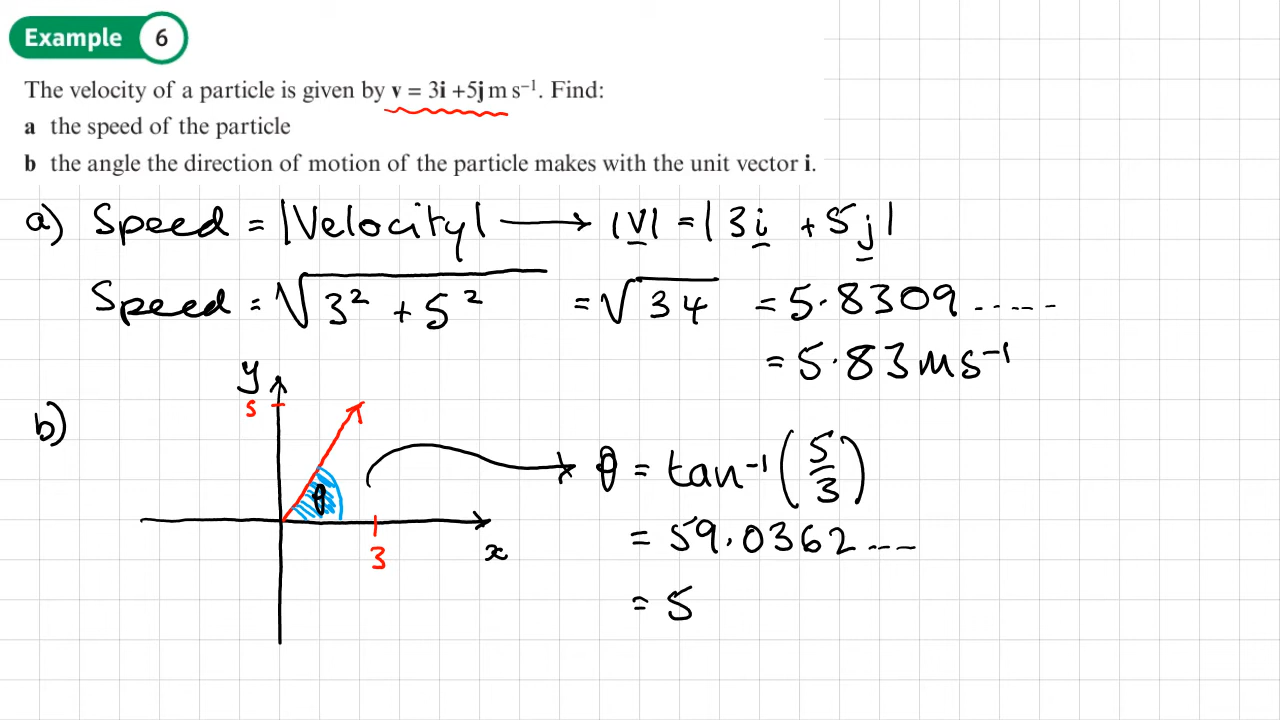 Example 6
The velocity of a particle is given by v = 3i +5j m s⁻¹. Find:
a the speed of the particle
b the angle the direction of motion of the particle makes with the unit vector i.
a) Speed = |Velocity| → |v| = |3i + 5j|
Speed = √3² + 5² = √34 = 5.8309.....
= 5.83 ms⁻¹
b)
y
5
θ
3
x
θ = tan⁻¹(5/3)
= 59.0362---
= 5